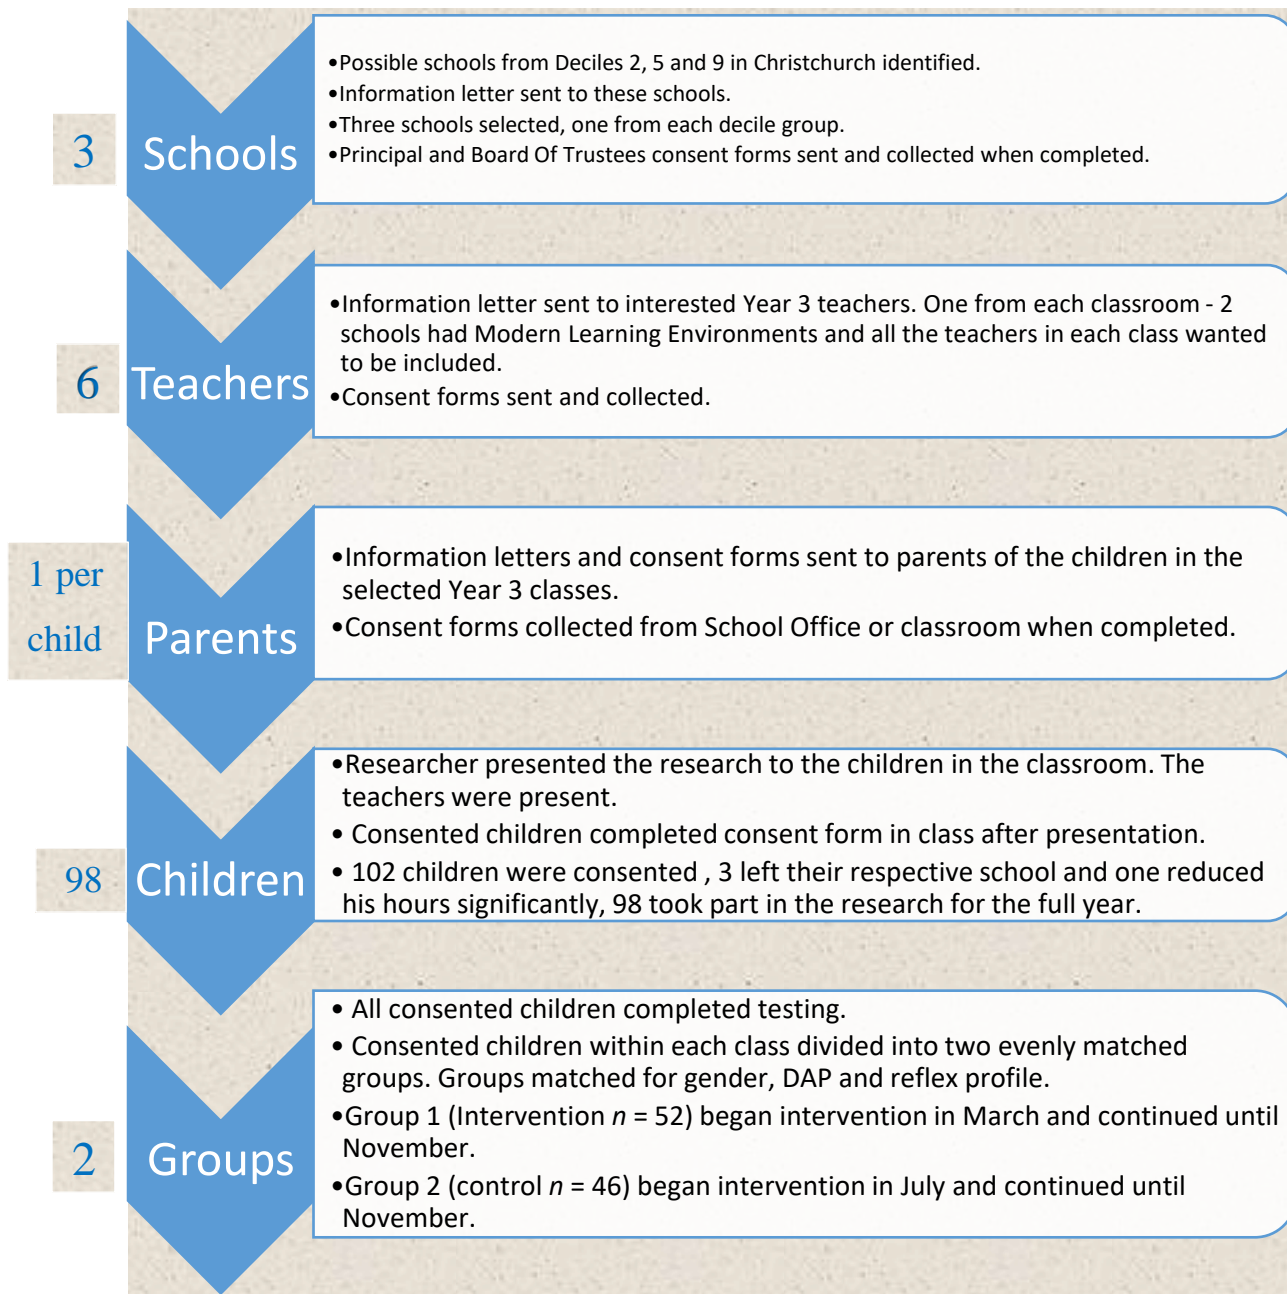 3
Schools
•Possible schools from Deciles 2, 5 and 9 in Christchurch identified.
•Information letter sent to these schools.
•Three schools selected, one from each decile group.
•Principal and Board Of Trustees consent forms sent and collected when completed.
6
Teachers
•Information letter sent to interested Year 3 teachers. One from each classroom - 2
schools had Modern Learning Environments and all the teachers in each class wanted
to be included.
•Consent forms sent and collected.
1 per
child
Parents
•Information letters and consent forms sent to parents of the children in the
selected Year 3 classes.
•Consent forms collected from School Office or classroom when completed.
98
Children
•Researcher presented the research to the children in the classroom. The
teachers were present.
• Consented children completed consent form in class after presentation.
• 102 children were consented , 3 left their respective school and one reduced
his hours significantly, 98 took part in the research for the full year.
2
Groups
• All consented children completed testing.
• Consented children within each class divided into two evenly matched
groups. Groups matched for gender, DAP and reflex profile.
•Group 1 (Intervention n = 52) began intervention in March and continued until
November.
•Group 2 (control n = 46) began intervention in July and continued until
November.